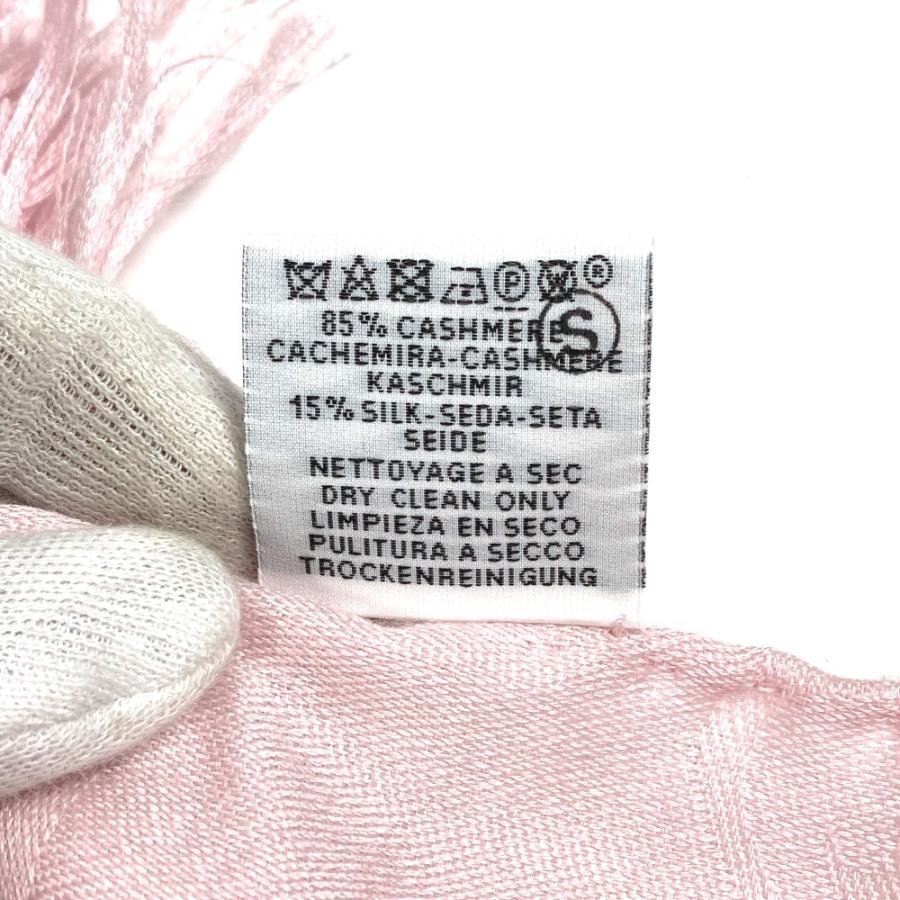 P ®
S
85% CASHMERE
CACHEMIRA-CASHMERE
KASCHMIR
15% SILK-SEDA-SETA
SEIDE
NETTOYAGE A SEC
DRY CLEAN ONLY
LIMPIEZA EN SECO
PULITURA A SECCO
TROCKENREINIGUNG